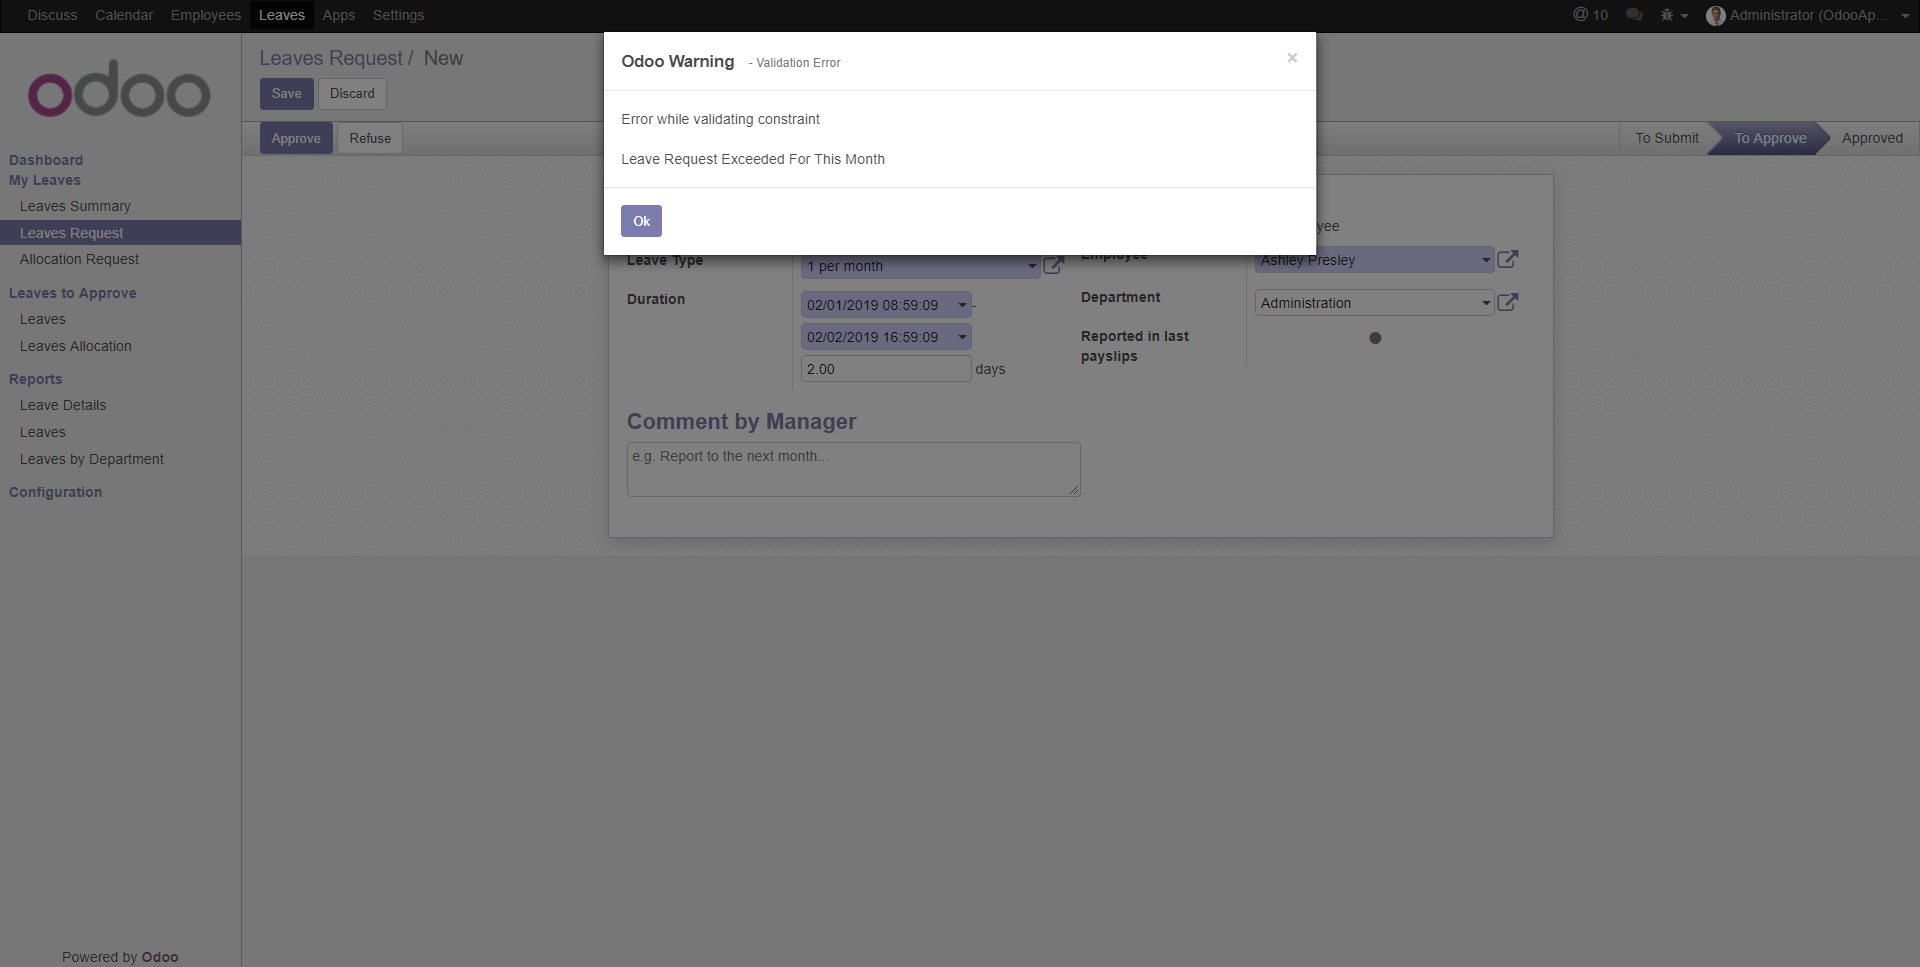 Discuss Calendar Employees Leaves Apps Settings
@ 10 Administrator (OdooAp...
odoo
Dashboard
My Leaves
Leaves Summary
Leaves Request
Allocation Request
Leaves to Approve
Leaves
Leaves Allocation
Reports
Leave Details
Leaves
Leaves by Department
Configuration
Powered by Odoo
Leaves Request / New
Save Discard
Approve Refuse
To Submit To Approve Approved
Odoo Warning - Validation Error ×
Error while validating constraint
Leave Request Exceeded For This Month
Ok
yee
Leave Type 1 per month
Duration 02/01/2019 08:59:09 -
02/02/2019 16:59:09
2.00 days
Employee Ashley Presley
Department Administration
Reported in last
payslips
Comment by Manager
e.g. Report to the next month...